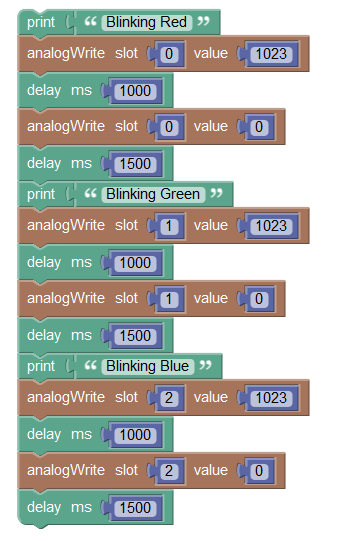 print “ Blinking Red ”
analogWrite slot 0 value 1023
delay ms 1000
analogWrite slot 0 value 0
delay ms 1500
print “ Blinking Green ”
analogWrite slot 1 value 1023
delay ms 1000
analogWrite slot 1 value 0
delay ms 1500
print “ Blinking Blue ”
analogWrite slot 2 value 1023
delay ms 1000
analogWrite slot 2 value 0
delay ms 1500